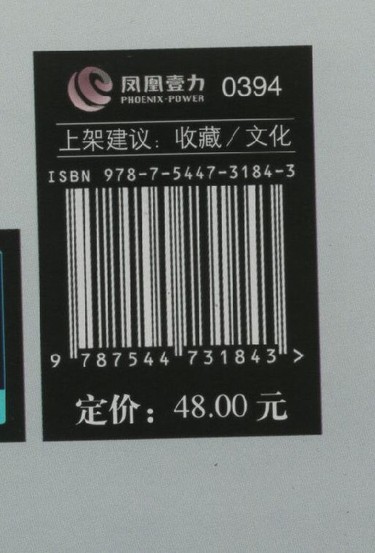 凤凰壹力 0394
PHOENIX-POWER
上架建议：收藏/文化
ISBN 978-7-5447-3184-3
9 787544 731843 >
定价：48.00 元